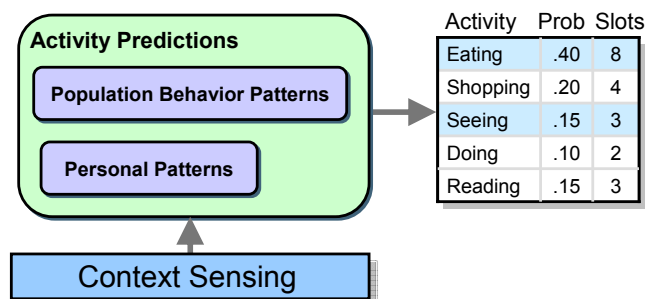 Activity Predictions
Population Behavior Patterns
Personal Patterns
Context Sensing
Activity Prob Slots
Eating .40 8
Shopping .20 4
Seeing .15 3
Doing .10 2
Reading .15 3